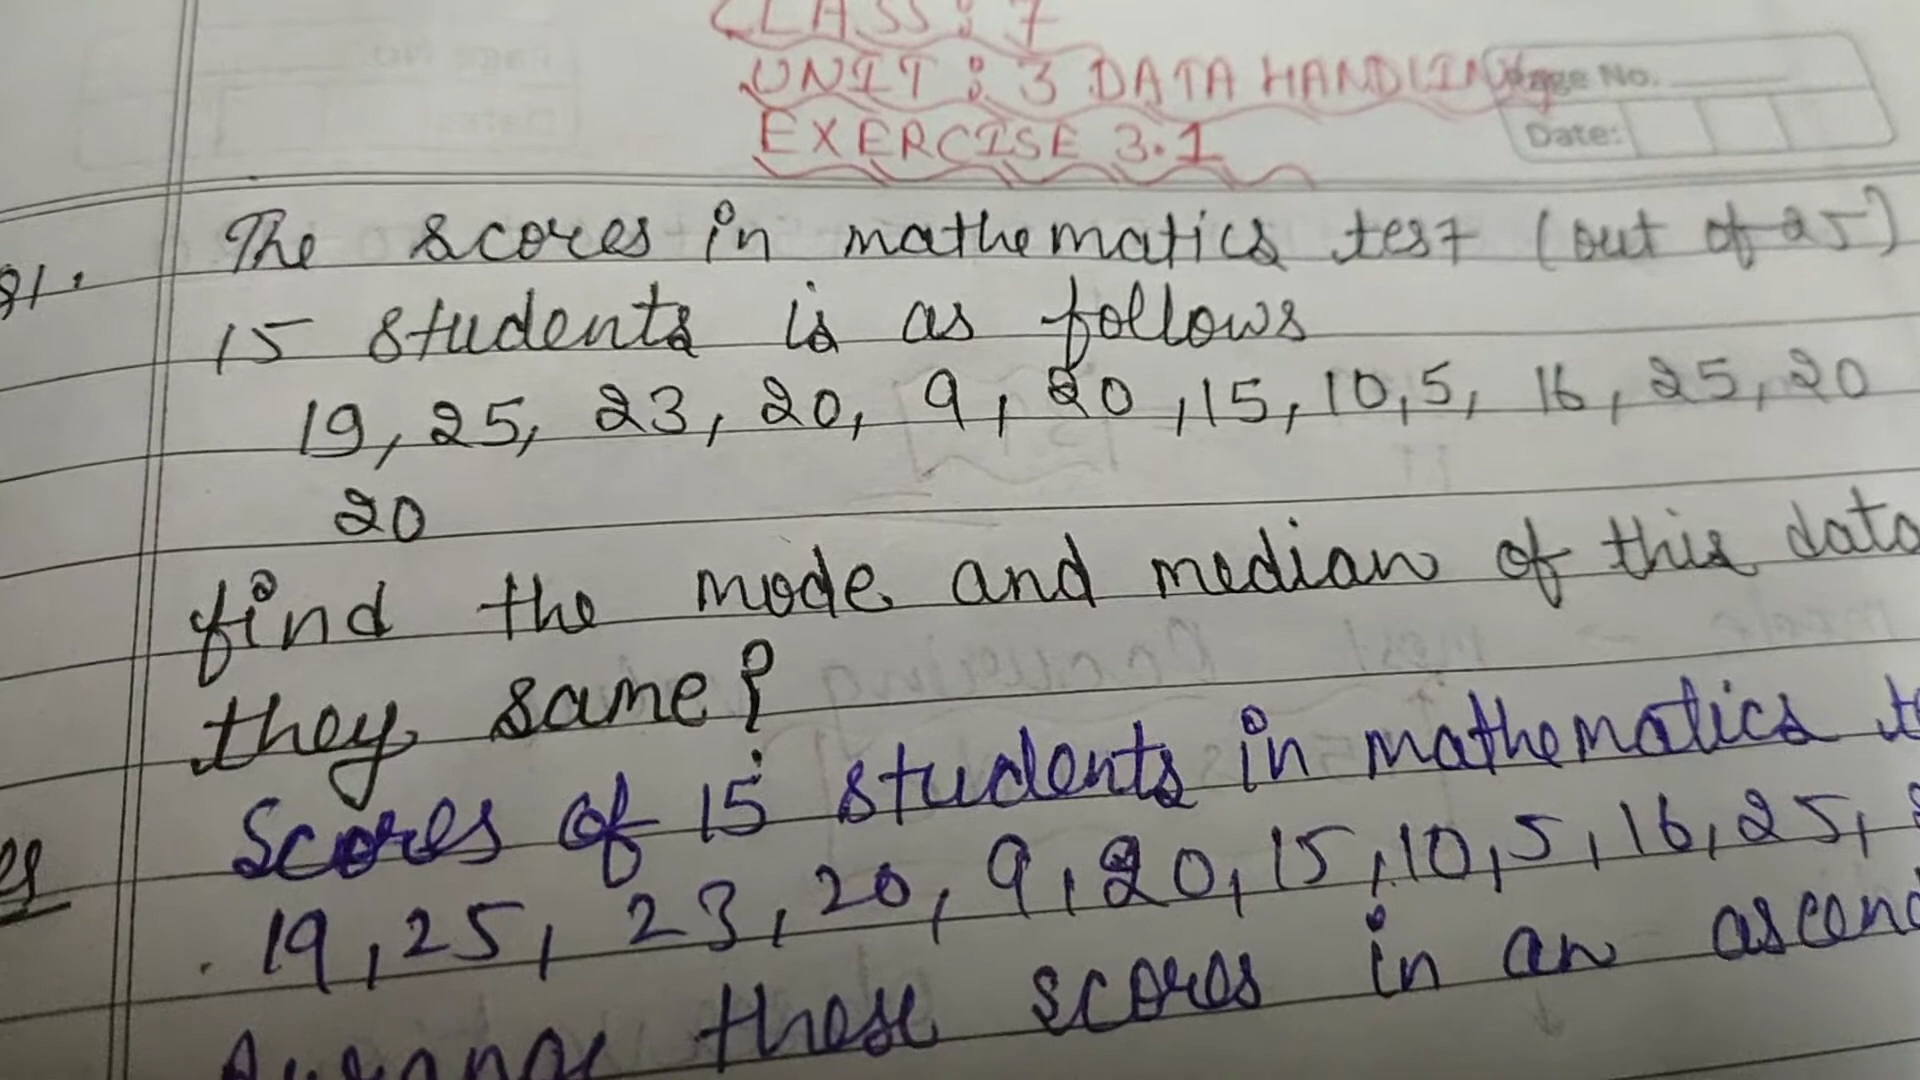 CLASS : 7
UNIT : 3 DATA HANDLING
Page No.
EXERCISE 3.1
Date:
Q1. The scores in mathematics test (out of 25)
15 students is as follows
19, 25, 23, 20, 9, 20, 15, 10, 5, 16, 25, 20
20
find the mode and median of this data
they same?
Scores of 15 students in mathematics
19, 25, 23, 20, 9, 20, 15, 10, 5, 16, 25,
these scores in an